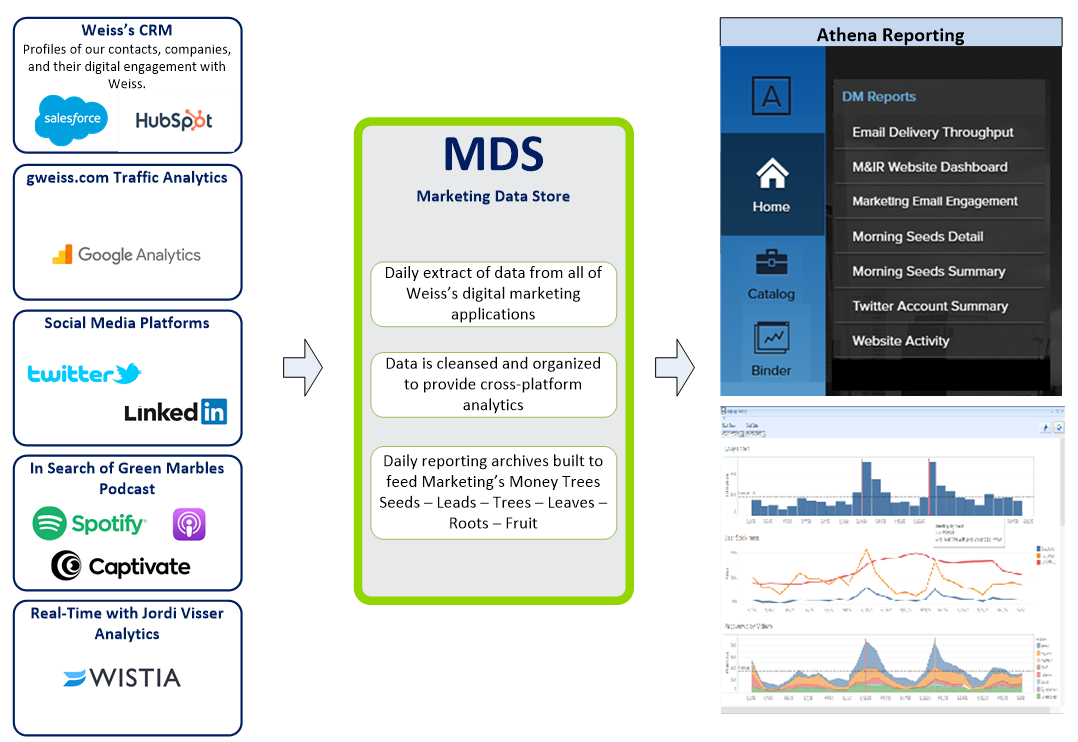 Weiss's CRM
Profiles of our contacts, companies,
and their digital engagement with
Weiss.
salesforce
HubSpot
gweiss.com Traffic Analytics
Google Analytics
Social Media Platforms
twitter
Linked in
In Search of Green Marbles
Podcast
Spotify
Captivate
Real-Time with Jordi Visser
Analytics
WISTIA
MDS
Marketing Data Store
Daily extract of data from all of
Weiss's digital marketing
applications
Data is cleansed and organized
to provide cross-platform
analytics
Daily reporting archives built to
feed Marketing's Money Trees
Seeds – Leads – Trees – Leaves –
Roots – Fruit
Athena Reporting
A
Home
Catalog
Binder
DM Reports
Email Delivery Throughput
M&IR Website Dashboard
Marketing Email Engagement
Morning Seeds Detail
Morning Seeds Summary
Twitter Account Summary
Website Activity